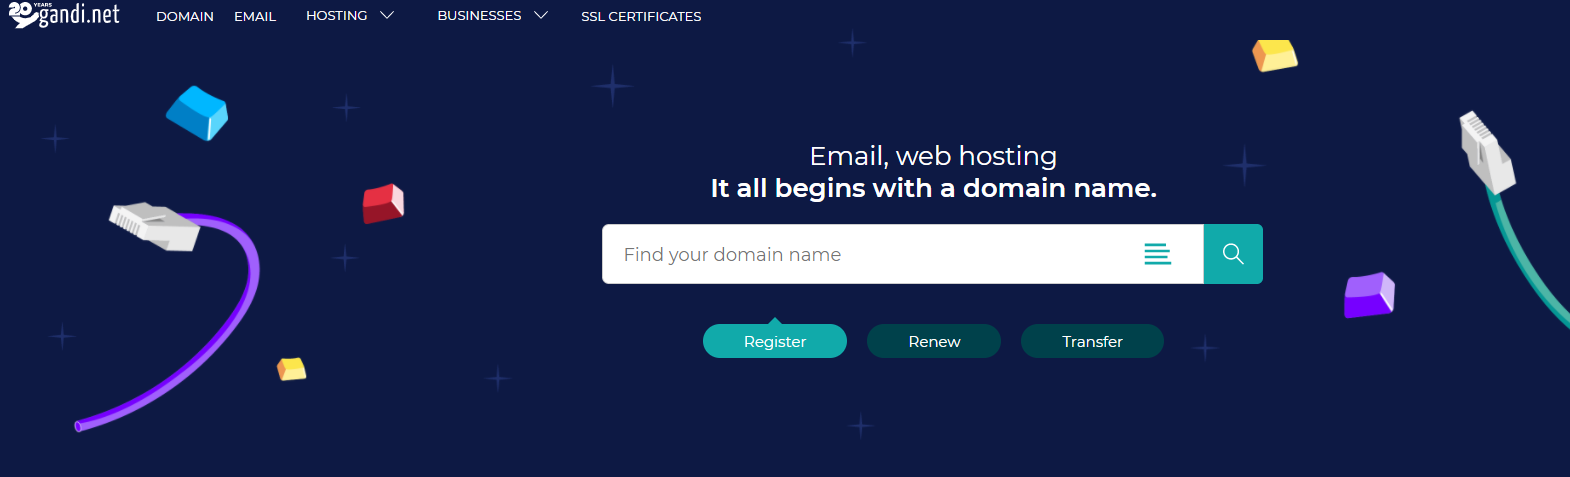 20 YEARS
gandi.net
DOMAIN
EMAIL
HOSTING
BUSINESSES
SSL CERTIFICATES
Email, web hosting
It all begins with a domain name.
Find your domain name
Register
Renew
Transfer